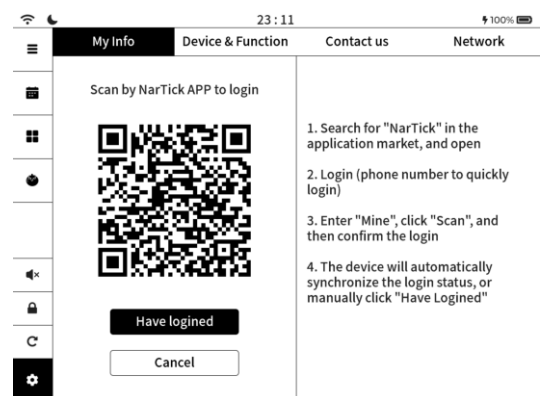 23:11
100%
My Info
Device & Function
Contact us
Network
Scan by NarTick APP to login
Have logined
Cancel
1. Search for "NarTick" in the
application market, and open
2. Login (phone number to quickly
login)
3. Enter "Mine", click "Scan", and
then confirm the login
4. The device will automatically
synchronize the login status, or
manually click "Have Logined"